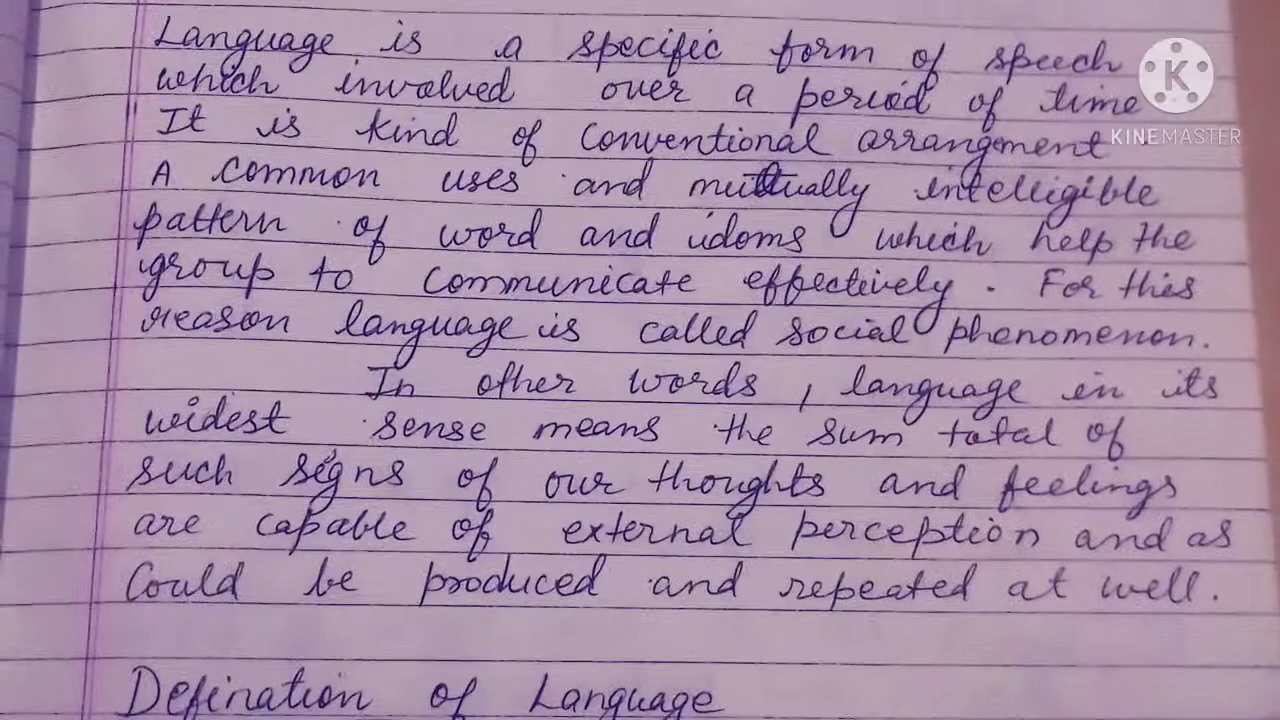 Language is a specific form of speech
which involved over a period of time
It is kind of conventional arrangment.
A common uses and mutually intelligible
pattern of word and idoms which help the
group to communicate effectively. For this
reason language is called social phenomenon.
In other words, language in its
widest sense means the sum total of
such signs of our thoughts and feelings
are capable of external perception and as
Could be produced and repeated at well.
Defination of Language
K
KINEMASTER